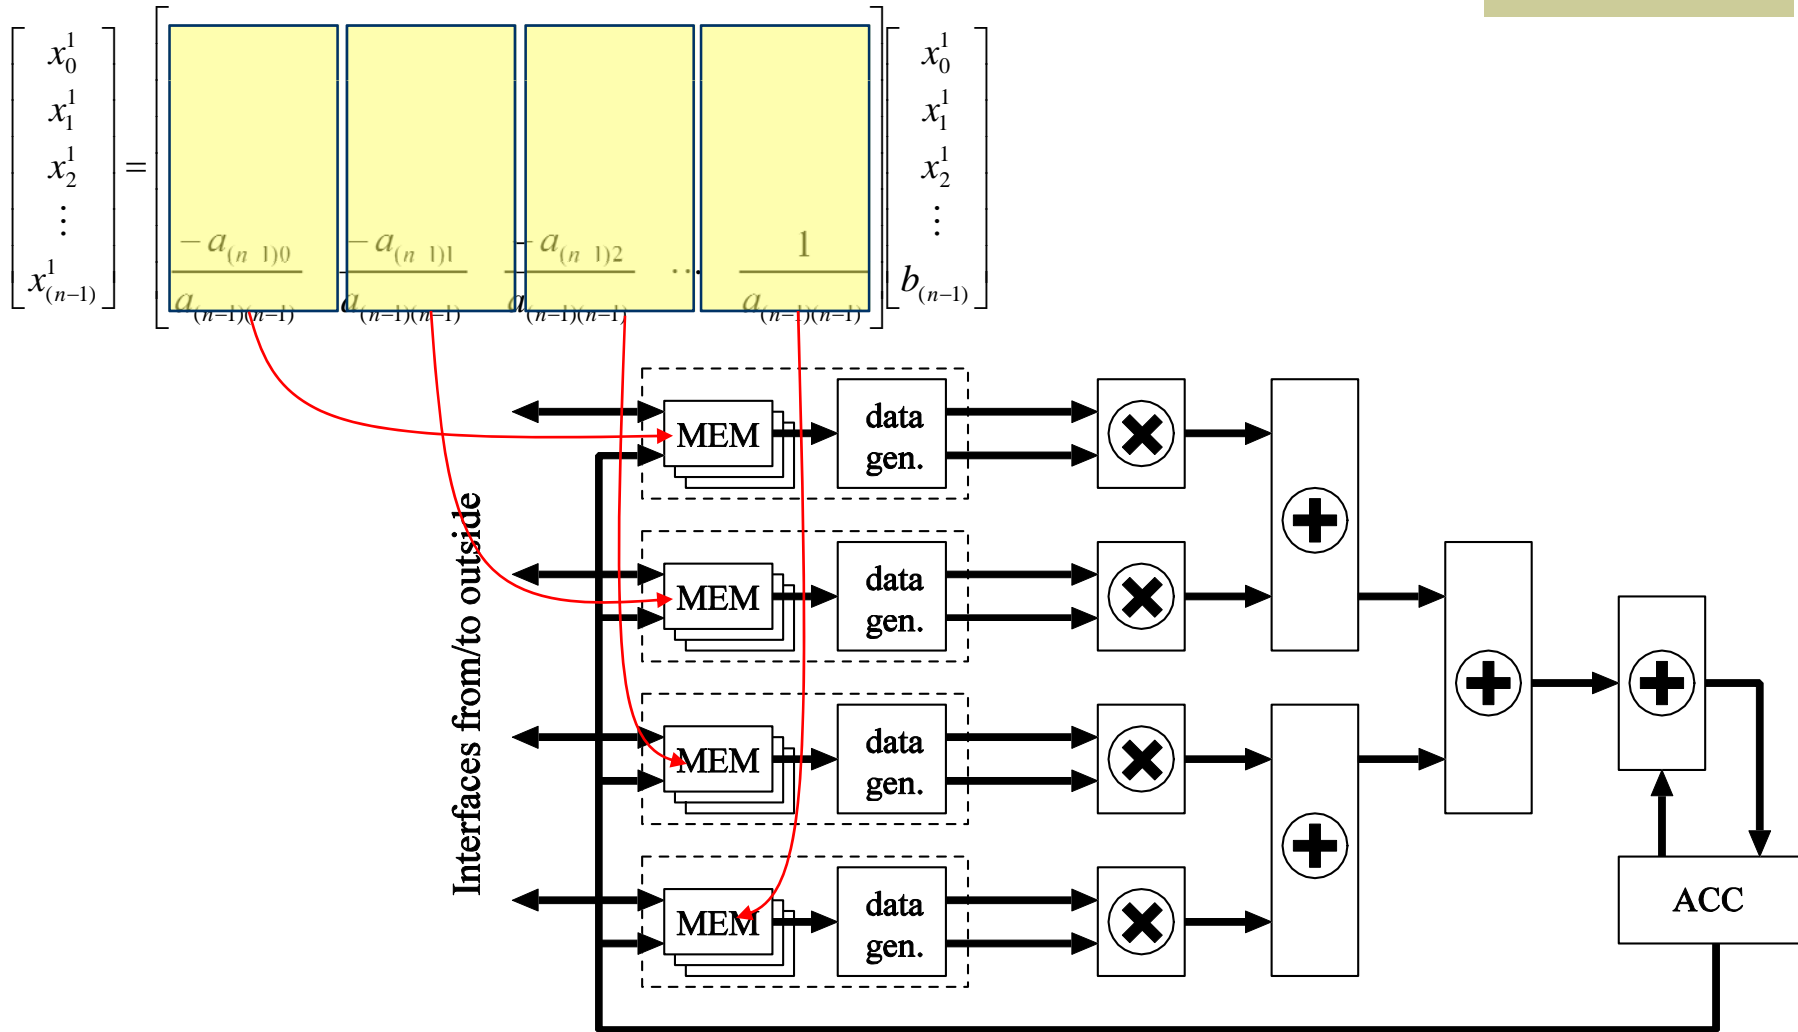 x_0^1
x_1^1
x_2^1
⋮
x_{(n−1)}^1
=
−a_{(n−1)0} −a_{(n−1)1} −a_{(n−1)2} ⋯ 1
a_{(n−1)(n−1)} a_{(n−1)(n−1)} a_{(n−1)(n−1)} a_{(n−1)(n−1)}
x_0^1
x_1^1
x_2^1
⋮
b_{(n−1)}
Interfaces from/to outside
MEM
data
gen.
MEM
data
gen.
MEM
data
gen.
MEM
data
gen.
ACC